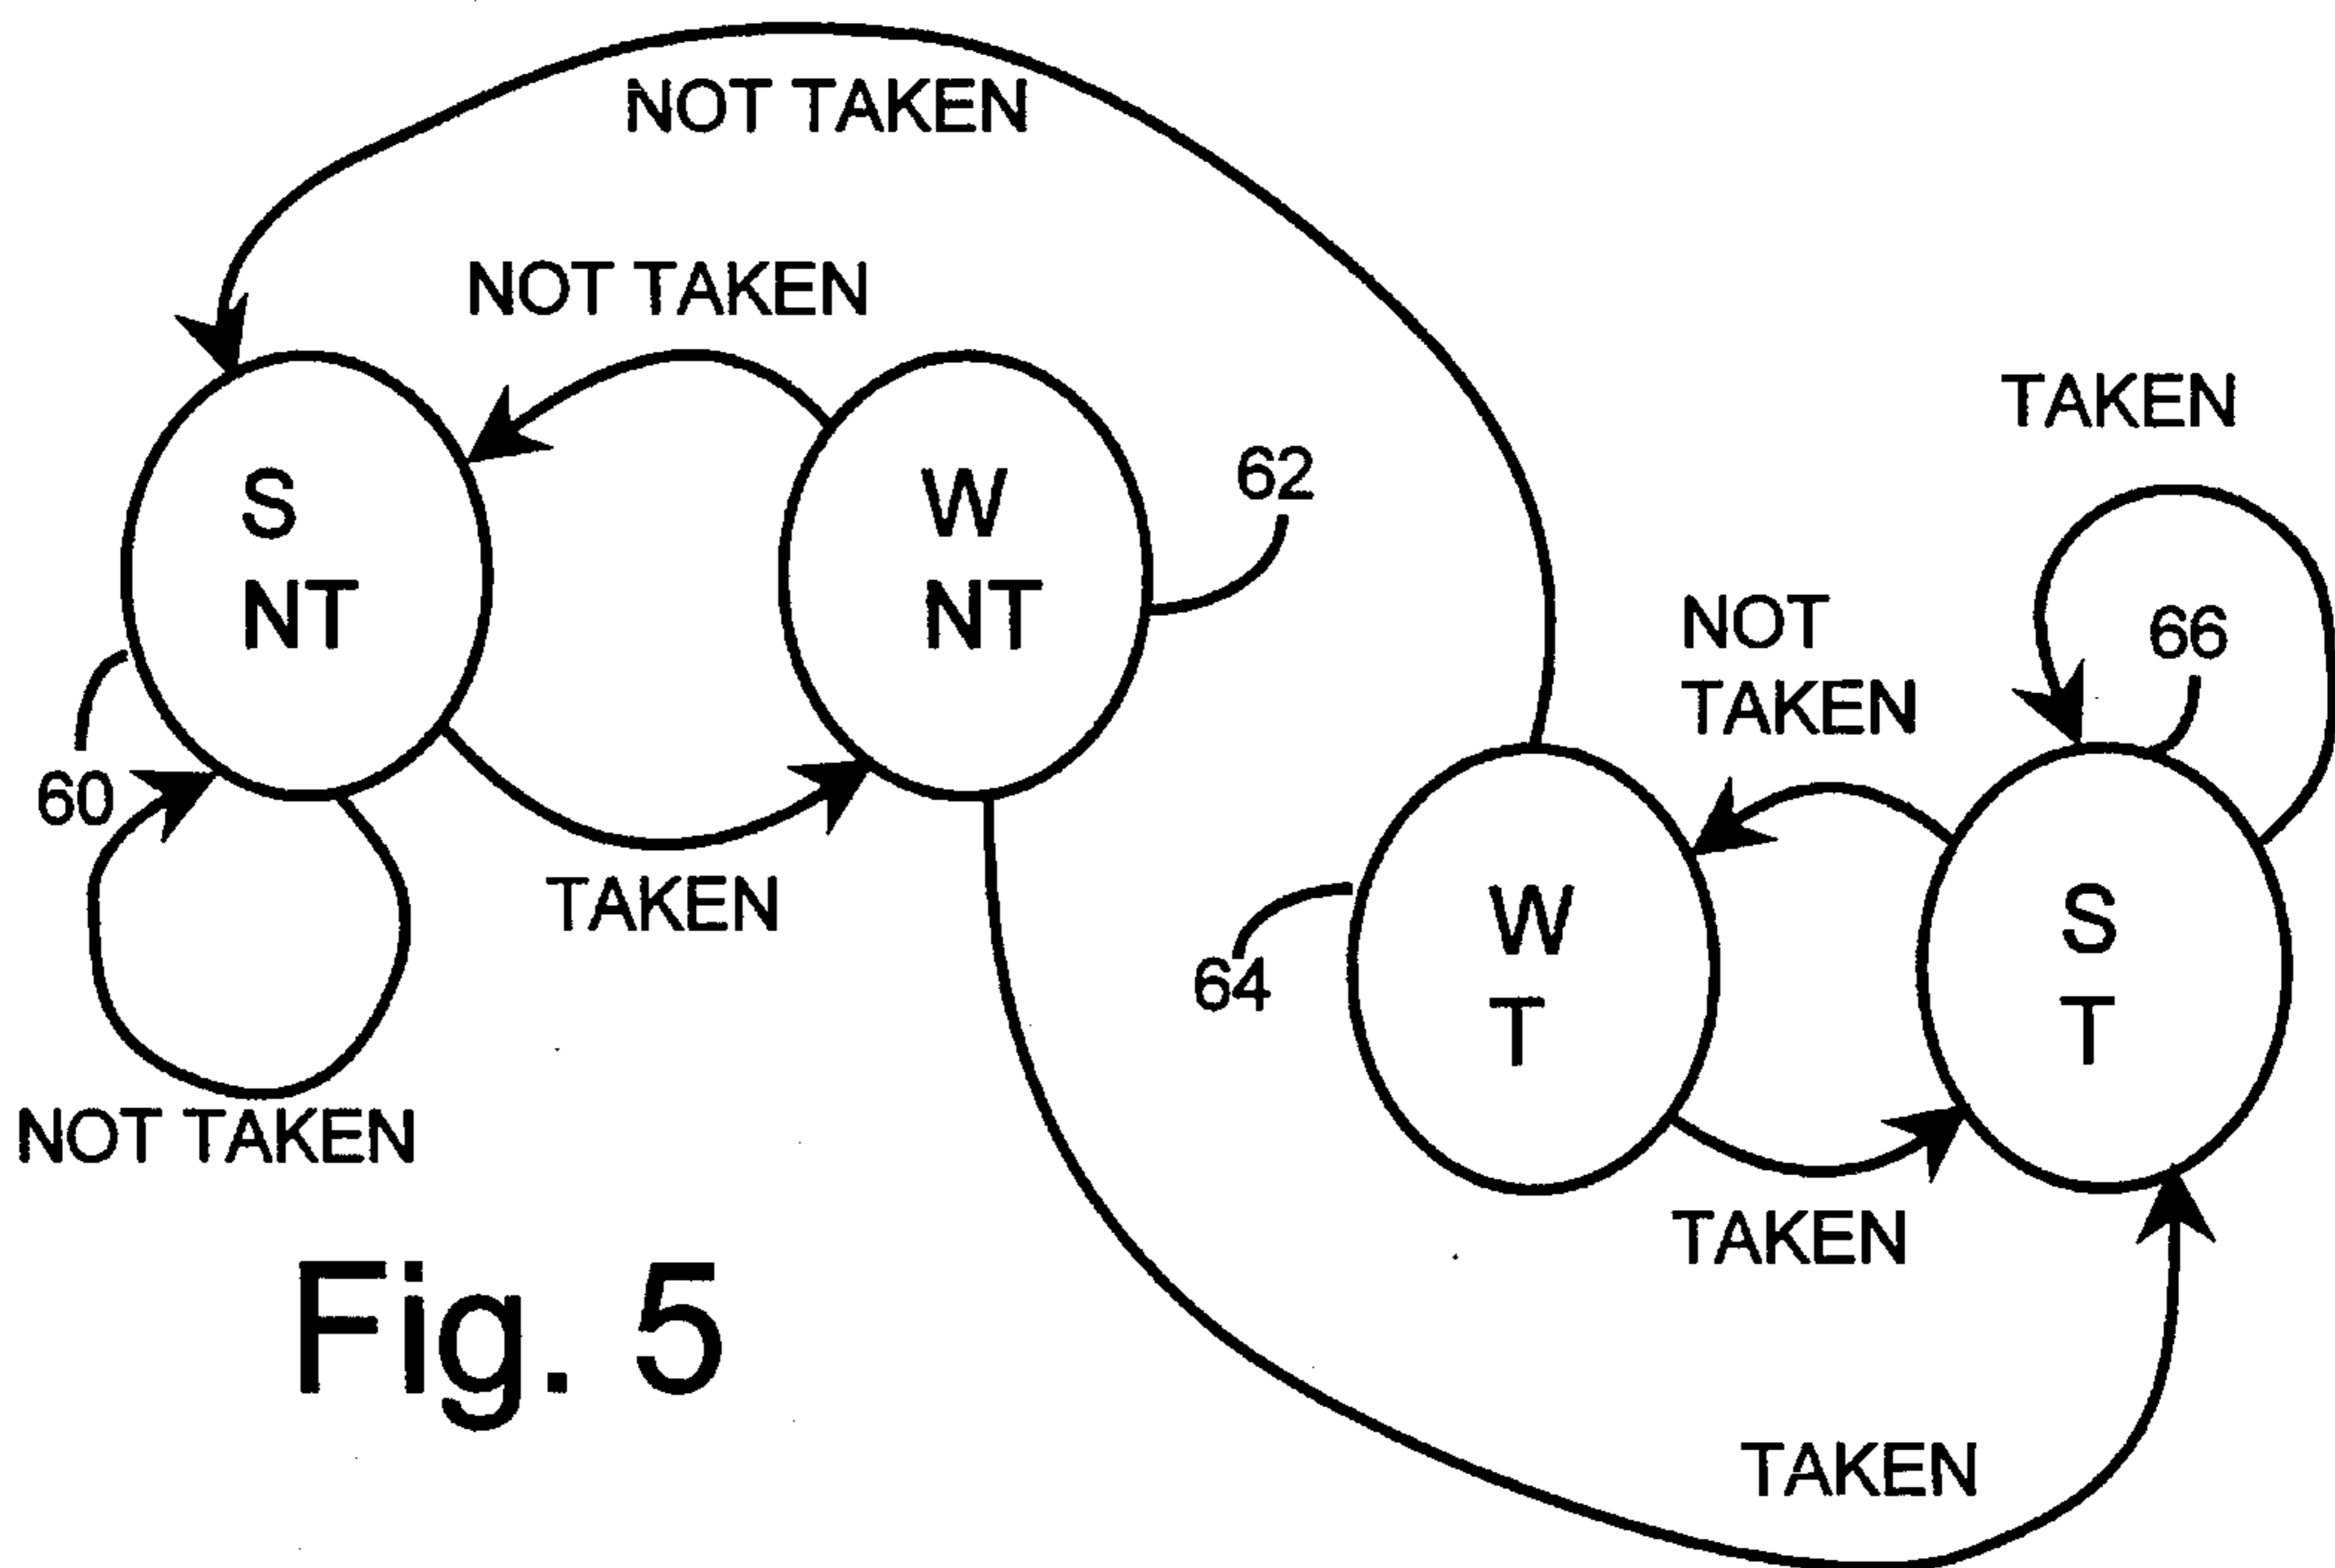 NOT TAKEN
NOT TAKEN
TAKEN
S
NT
W
NT
62
NOT
TAKEN
66
60
TAKEN
W
T
S
T
64
NOT TAKEN
TAKEN
Fig. 5
TAKEN